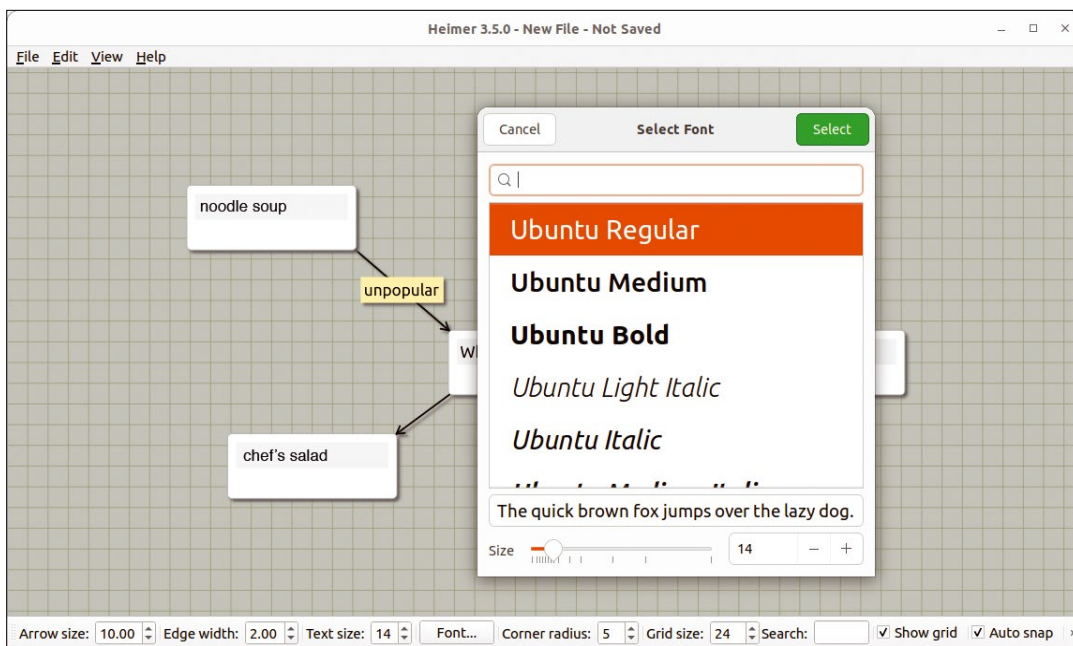 Heimer 3.5.0 - New File - Not Saved
File Edit View Help
Cancel Select Font Select
noodle soup
Ubuntu Regular
Ubuntu Medium
unpopular
Ubuntu Bold
Ubuntu Light Italic
Ubuntu Italic
chef's salad
The quick brown fox jumps over the lazy dog.
Size 14 − +
Arrow size: 10.00 Edge width: 2.00 Text size: 14 Font... Corner radius: 5 Grid size: 24 Search: Show grid Auto snap